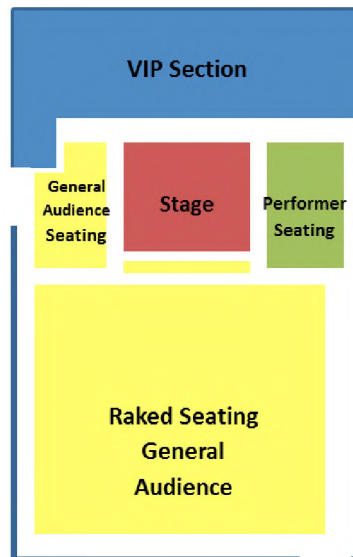 VIP Section
General
Audience
Seating
Stage
Performer
Seating
Raked Seating
General
Audience